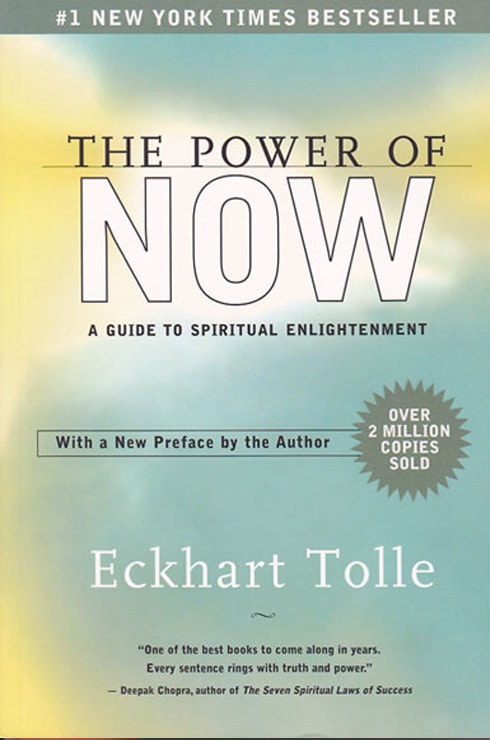 #1 NEW YORK TIMES BESTSELLER
THE POWER OF
NOW
A GUIDE TO SPIRITUAL ENLIGHTENMENT
With a New Preface by the Author
OVER
2 MILLION
COPIES
SOLD
Eckhart Tolle
"One of the best books to come along in years.
Every sentence rings with truth and power."
— Deepak Chopra, author of The Seven Spiritual Laws of Success